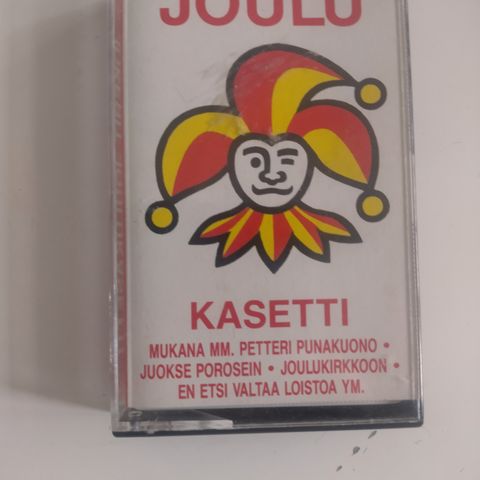 JOULU
KASETTI
MUKANA MM. PETTERI PUNAKUONO •
JUOKSE POROSEIN • JOULUKIRKKOON •
EN ETSI VALTAA LOISTOA YM.